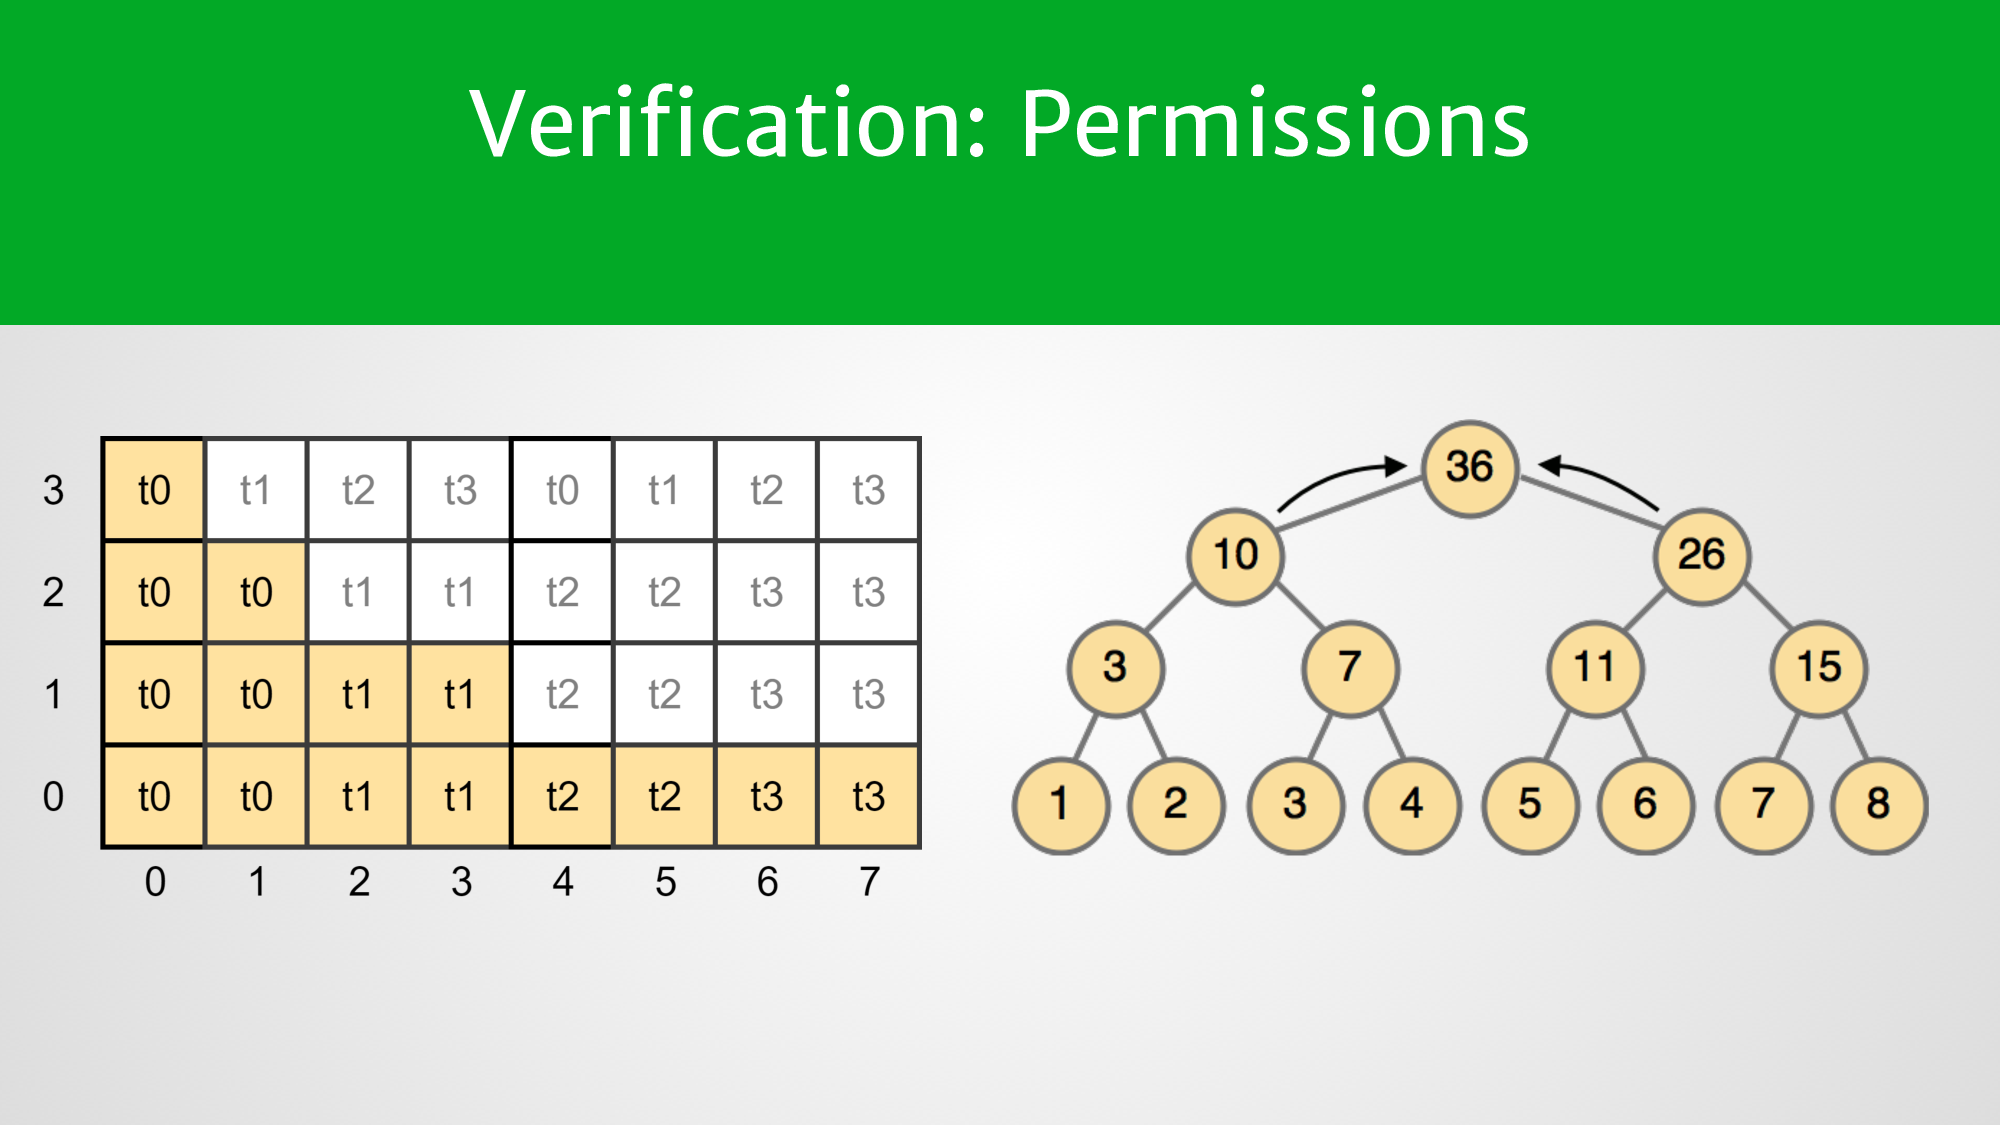 Verification: Permissions
3 t0 t1 t2 t3 t0 t1 t2 t3
2 t0 t0 t1 t1 t2 t2 t3 t3
1 t0 t0 t1 t1 t2 t2 t3 t3
0 t0 t0 t1 t1 t2 t2 t3 t3
0 1 2 3 4 5 6 7
36
10 26
3 7 11 15
1 2 3 4 5 6 7 8